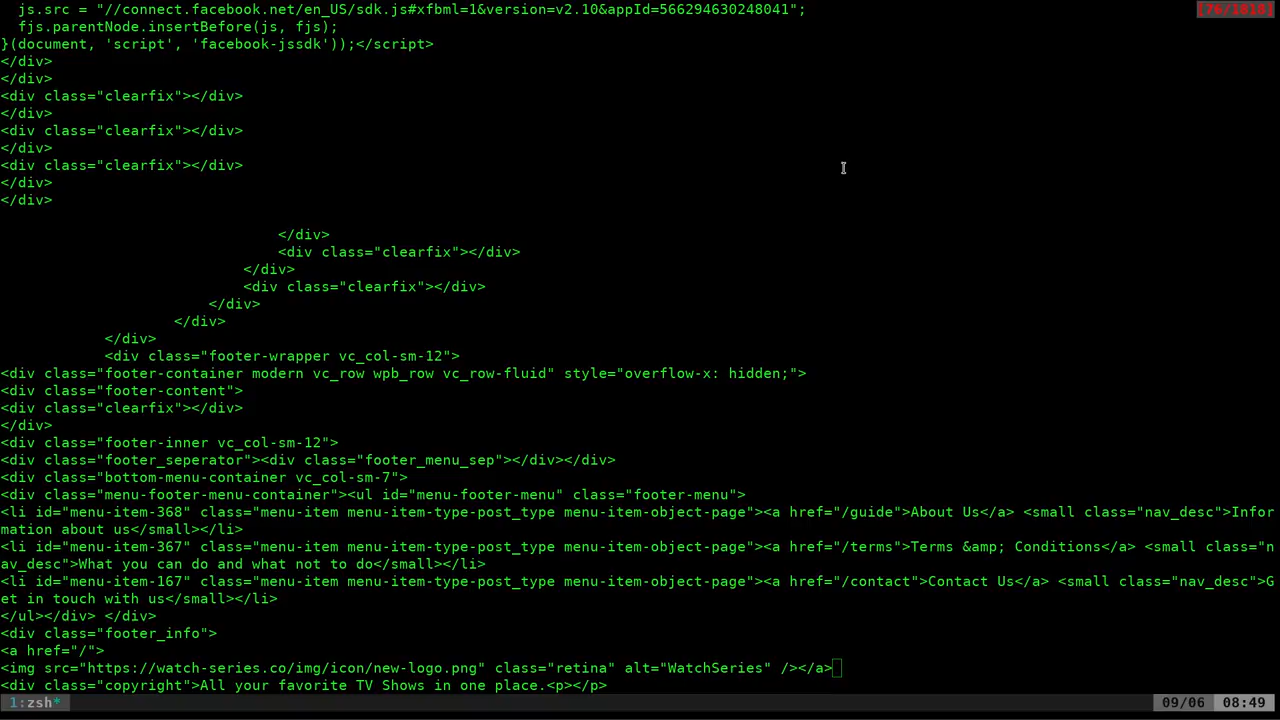 js.src = "//connect.facebook.net/en_US/sdk.js#xfbml=1&version=v2.10&appId=566294630248041";
[76/1818]
  fjs.parentNode.insertBefore(js, fjs);
}(document, 'script', 'facebook-jssdk'));</script>
</div>
</div>
<div class="clearfix"></div>
</div>
<div class="clearfix"></div>
</div>
<div class="clearfix"></div>
</div>
</div>
                                </div>
                                <div class="clearfix"></div>
                            </div>
                            <div class="clearfix"></div>
                        </div>
                    </div>
            </div>
            <div class="footer-wrapper vc_col-sm-12">
<div class="footer-container modern vc_row wpb_row vc_row-fluid" style="overflow-x: hidden;">
<div class="footer-content">
<div class="clearfix"></div>
</div>
<div class="footer-inner vc_col-sm-12">
<div class="footer_seperator"><div class="footer_menu_sep"></div></div>
<div class="bottom-menu-container vc_col-sm-7">
<div class="menu-footer-menu-container"><ul id="menu-footer-menu" class="footer-menu">
<li id="menu-item-368" class="menu-item menu-item-type-post_type menu-item-object-page"><a href="/guide">About Us</a> <small class="nav_desc">Infor
mation about us</small></li>
<li id="menu-item-367" class="menu-item menu-item-type-post_type menu-item-object-page"><a href="/terms">Terms &amp; Conditions</a> <small class="n
av_desc">What you can do and what not to do</small></li>
<li id="menu-item-167" class="menu-item menu-item-type-post_type menu-item-object-page"><a href="/contact">Contact Us</a> <small class="nav_desc">G
et in touch with us</small></li>
</ul></div> </div>
<div class="footer_info">
<a href="/">
<img src="https://watch-series.co/img/icon/new-logo.png" class="retina" alt="WatchSeries" /></a>
<div class="copyright">All your favorite TV Shows in one place.<p></p>
1:zsh* 09/06 08:49